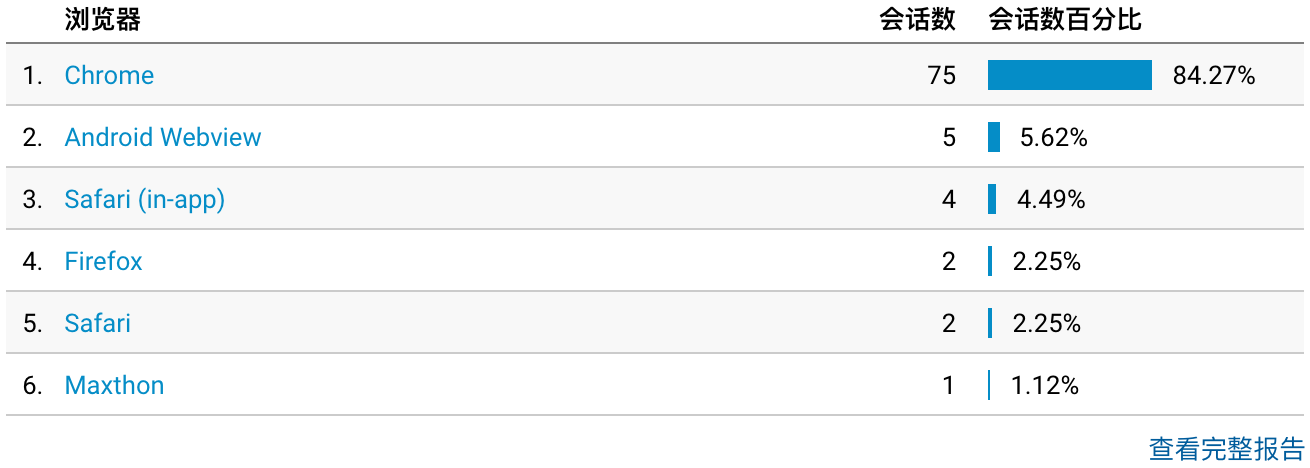 浏览器 会话数 会话数百分比
1. Chrome 75 84.27%
2. Android Webview 5 5.62%
3. Safari (in-app) 4 4.49%
4. Firefox 2 2.25%
5. Safari 2 2.25%
6. Maxthon 1 1.12%
查看完整报告